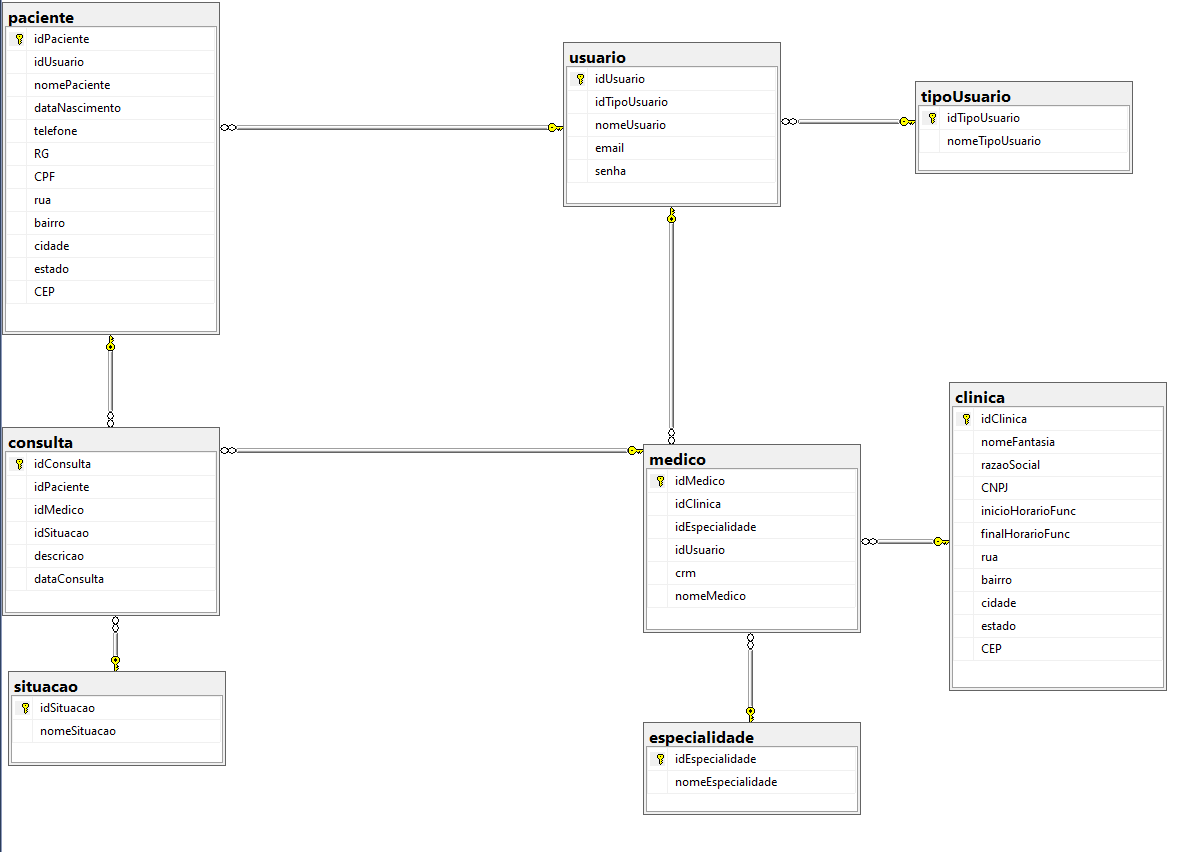 paciente
idPaciente
idUsuario
nomePaciente
dataNascimento
telefone
RG
CPF
rua
bairro
cidade
estado
CEP
usuario
idUsuario
idTipoUsuario
nomeUsuario
email
senha
tipoUsuario
idTipoUsuario
nomeTipoUsuario
consulta
idConsulta
idPaciente
idMedico
idSituacao
descricao
dataConsulta
medico
idMedico
idClinica
idEspecialidade
idUsuario
crm
nomeMedico
clinica
idClinica
nomeFantasia
razaoSocial
CNPJ
inicioHorarioFunc
finalHorarioFunc
rua
bairro
cidade
estado
CEP
situacao
idSituacao
nomeSituacao
especialidade
idEspecialidade
nomeEspecialidade